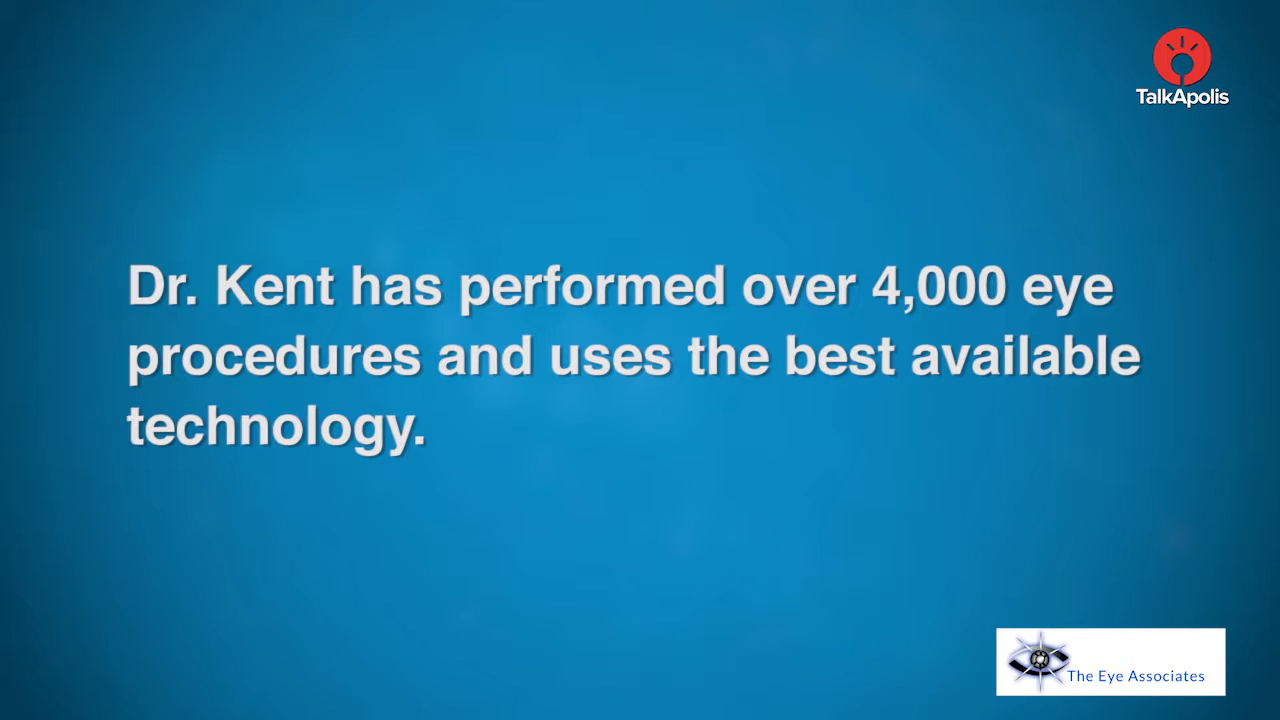 TalkApolis
Dr. Kent has performed over 4,000 eye
procedures and uses the best available
technology.
The Eye Associates